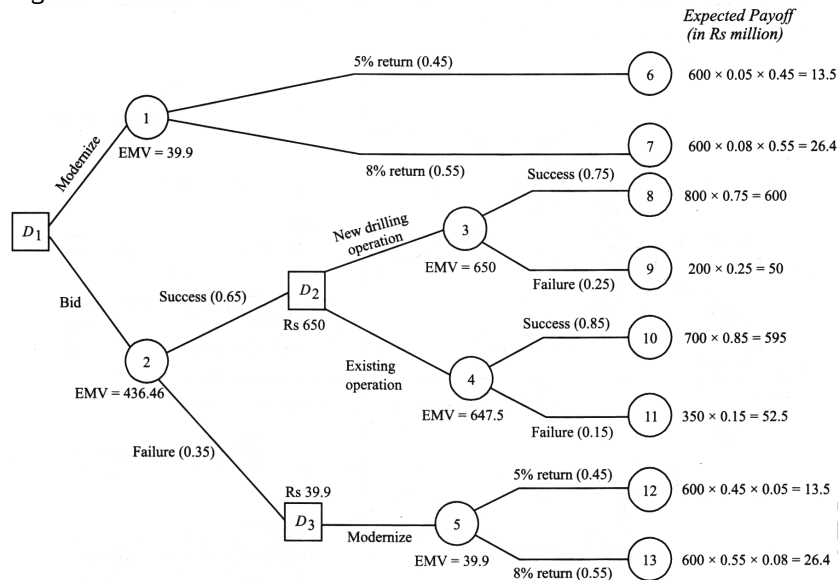 Expected Payoff
(in Rs million)
5% return (0.45)
6
600 × 0.05 × 0.45 = 13.5
1
Modernize
EMV = 39.9
7
600 × 0.08 × 0.55 = 26.4
8% return (0.55)
Success (0.75)
8
800 × 0.75 = 600
New drilling
operation
3
D1
EMV = 650
9
200 × 0.25 = 50
Failure (0.25)
Bid
Success (0.65)
D2
Rs 650
Success (0.85)
10
700 × 0.85 = 595
2
Existing
operation
4
EMV = 436.46
EMV = 647.5
11
350 × 0.15 = 52.5
Failure (0.15)
Failure (0.35)
5% return (0.45)
12
600 × 0.45 × 0.05 = 13.5
Rs 39.9
D3
Modernize
5
EMV = 39.9
13
600 × 0.55 × 0.08 = 26.4
8% return (0.55)